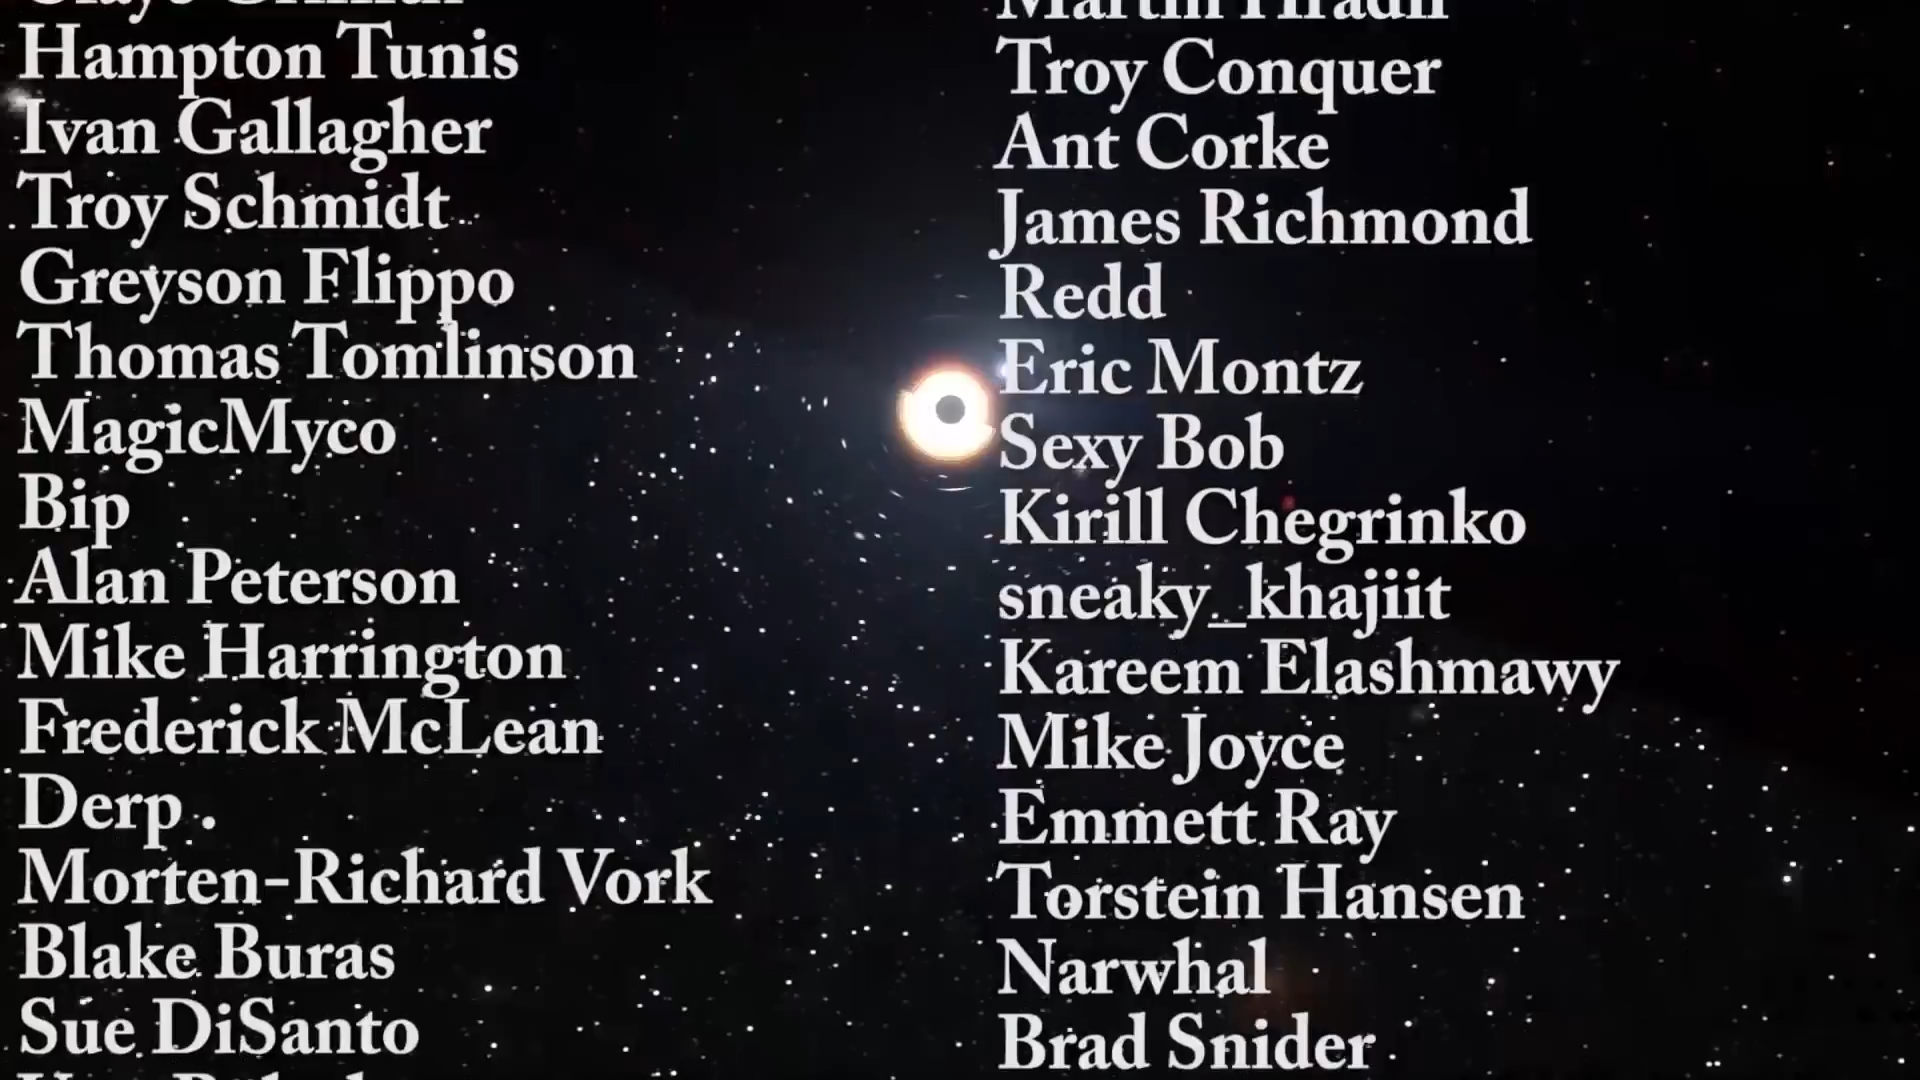 Hampton Tunis
Ivan Gallagher
Troy Schmidt
Greyson Flippo
Thomas Tomlinson
MagicMyco
Bip
Alan Peterson
Mike Harrington
Frederick McLean
Derp .
Morten-Richard Vork
Blake Buras
Sue DiSanto
Troy Conquer
Ant Corke
James Richmond
Redd
Eric Montz
Sexy Bob
Kirill Chegrinko
sneaky_khajiit
Kareem Elashmawy
Mike Joyce
Emmett Ray
Torstein Hansen
Narwhal
Brad Snider